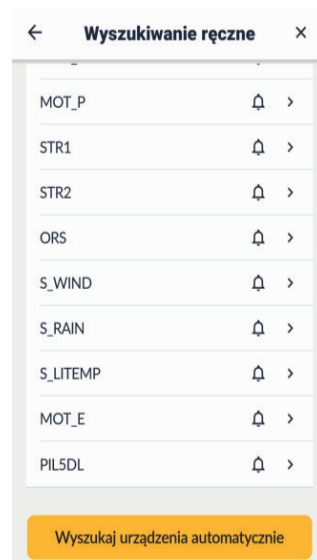 Wyszukiwanie ręczne
MOT_P
STR1
STR2
ORS
S_WIND
S_RAIN
S_LITEMP
MOT_E
PIL5DL
Wyszukaj urządzenia automatycznie